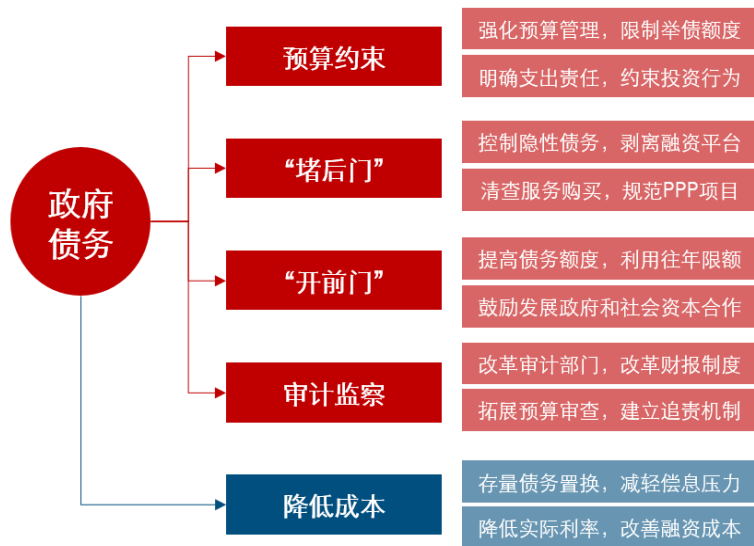 政府
债务
预算约束
强化预算管理，限制举债额度
明确支出责任，约束投资行为
“堵后门”
控制隐性债务，剥离融资平台
清查服务购买，规范PPP项目
“开前门”
提高债务额度，利用往年限额
鼓励发展政府和社会资本合作
审计监察
改革审计部门，改革财报制度
拓展预算审查，建立追责机制
降低成本
存量债务置换，减轻偿息压力
降低实际利率，改善融资成本